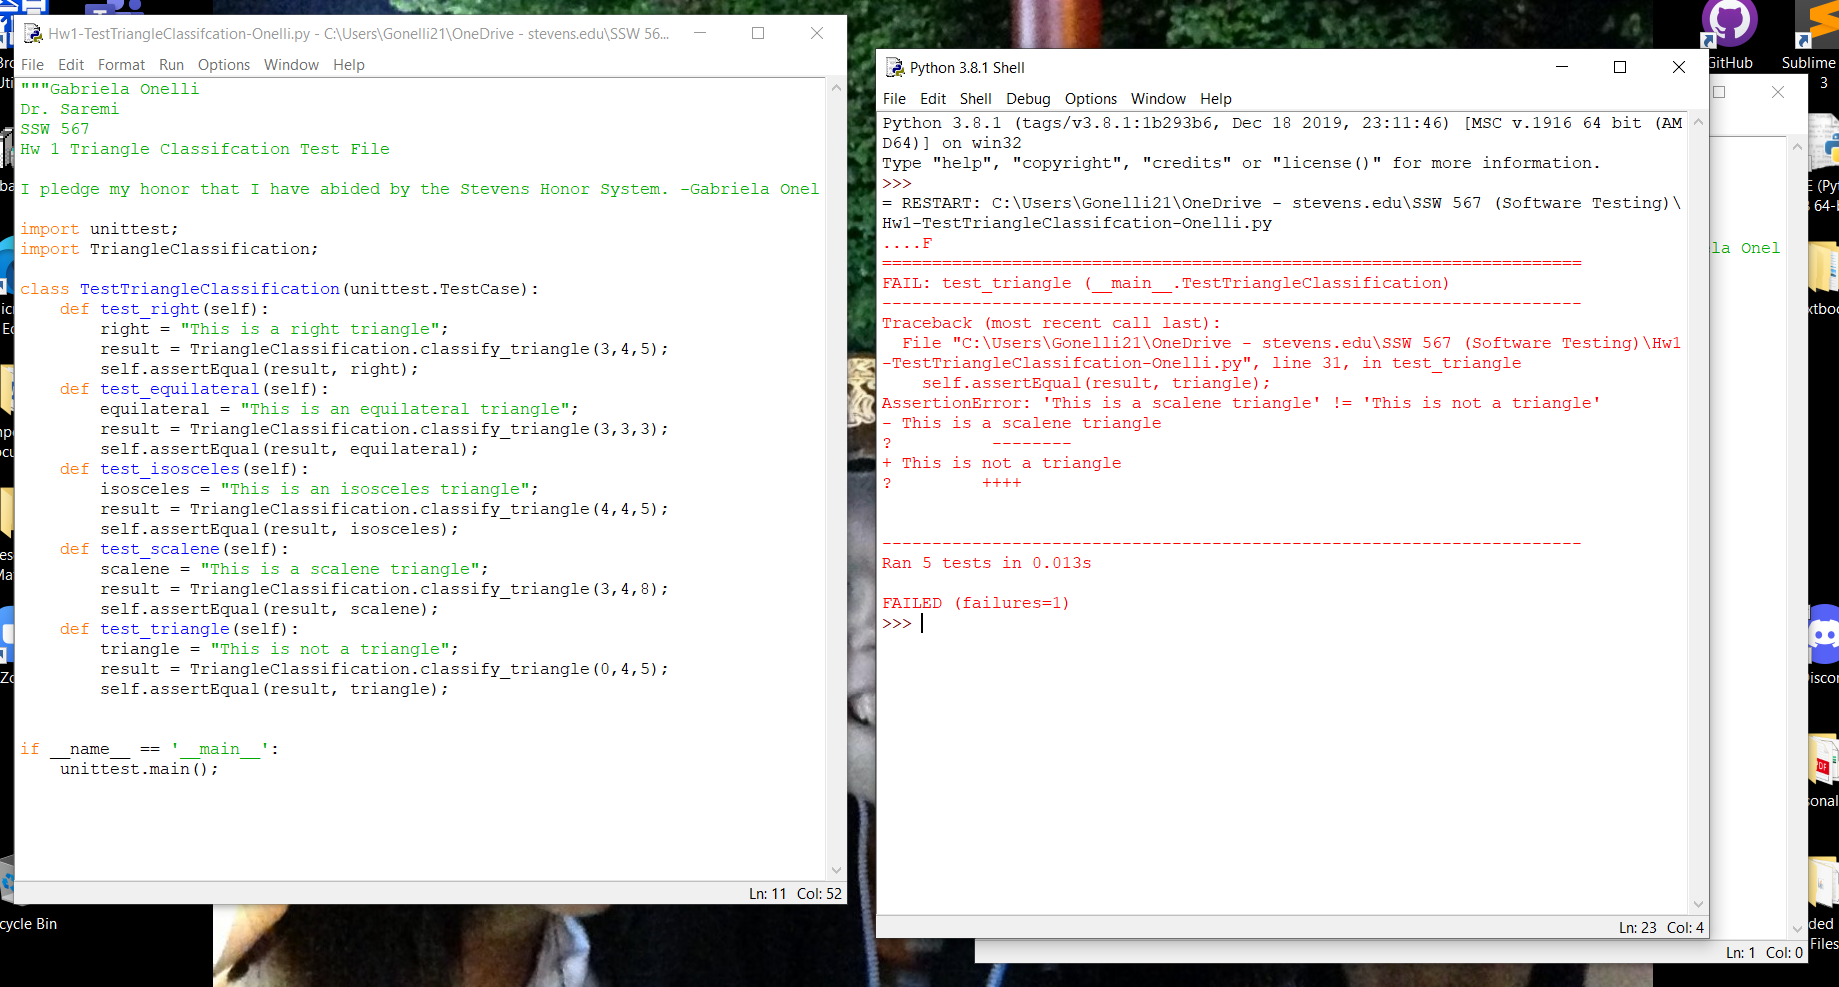 Hw1-TestTriangleClassifcation-Onelli.py - C:\Users\Gonelli21\OneDrive - stevens.edu\SSW 56...
File Edit Format Run Options Window Help
"""Gabriela Onelli
Dr. Saremi
SSW 567
Hw 1 Triangle Classifcation Test File
I pledge my honor that I have abided by the Stevens Honor System. -Gabriela Onel
import unittest;
import TriangleClassification;
class TestTriangleClassification(unittest.TestCase):
def test_right(self):
right = "This is a right triangle";
result = TriangleClassification.classify_triangle(3,4,5);
self.assertEqual(result, right);
def test_equilateral(self):
equilateral = "This is an equilateral triangle";
result = TriangleClassification.classify_triangle(3,3,3);
self.assertEqual(result, equilateral);
def test_isosceles(self):
isosceles = "This is an isosceles triangle";
result = TriangleClassification.classify_triangle(4,4,5);
self.assertEqual(result, isosceles);
def test_scalene(self):
scalene = "This is a scalene triangle";
result = TriangleClassification.classify_triangle(3,4,8);
self.assertEqual(result, scalene);
def test_triangle(self):
triangle = "This is not a triangle";
result = TriangleClassification.classify_triangle(0,4,5);
self.assertEqual(result, triangle);
if __name__ == '__main__':
unittest.main();
Ln: 11 Col: 52
Python 3.8.1 Shell
File Edit Shell Debug Options Window Help
Python 3.8.1 (tags/v3.8.1:1b293b6, Dec 18 2019, 23:11:46) [MSC v.1916 64 bit (AM
D64)] on win32
Type "help", "copyright", "credits" or "license()" for more information.
>>>
= RESTART: C:\Users\Gonelli21\OneDrive - stevens.edu\SSW 567 (Software Testing)\
Hw1-TestTriangleClassifcation-Onelli.py
....F
======================================================================
FAIL: test_triangle (__main__.TestTriangleClassification)
----------------------------------------------------------------------
Traceback (most recent call last):
File "C:\Users\Gonelli21\OneDrive - stevens.edu\SSW 567 (Software Testing)\Hw1
-TestTriangleClassifcation-Onelli.py", line 31, in test_triangle
self.assertEqual(result, triangle);
AssertionError: 'This is a scalene triangle' != 'This is not a triangle'
- This is a scalene triangle
? --------
+ This is not a triangle
? ++++
----------------------------------------------------------------------
Ran 5 tests in 0.013s
FAILED (failures=1)
>>>
Ln: 23 Col: 4
la Onel
Ln: 1 Col: 0
GitHub
Sublime
3
E (Pyt
64-b
xtboo
Discor
PDF
sonal
ded
Files
cycle Bin